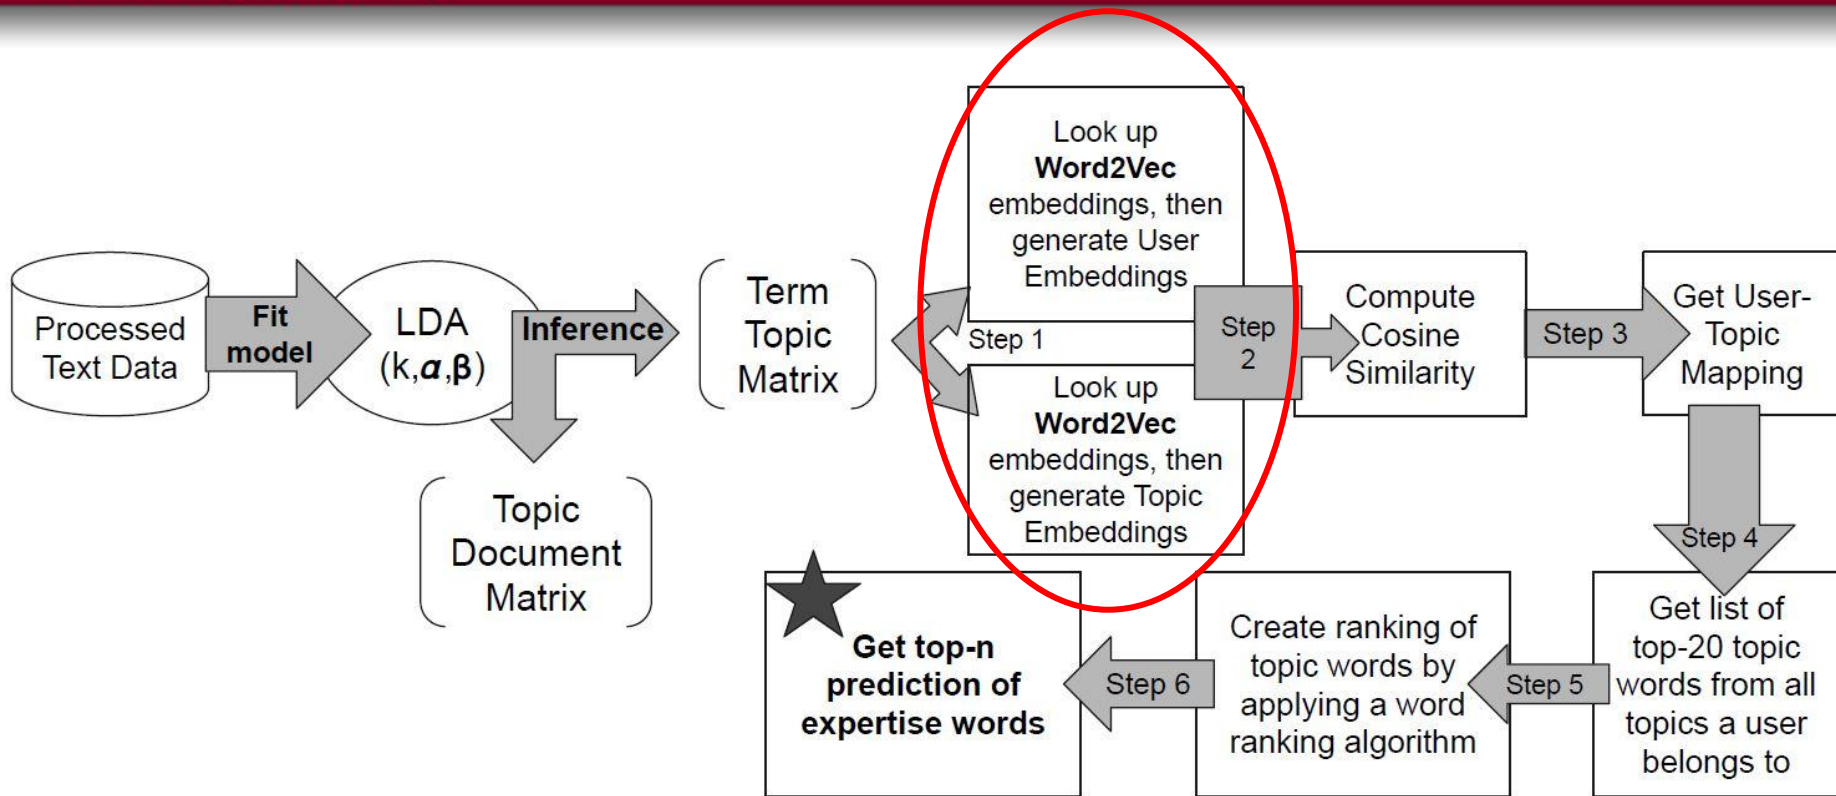 Processed
Text Data
Fit
model
LDA
(k,α,β)
Inference
Topic
Document
Matrix
Term
Topic
Matrix
Step 1
Look up
Word2Vec
embeddings, then
generate User
Embeddings
Look up
Word2Vec
embeddings, then
generate Topic
Embeddings
Step
2
Compute
Cosine
Similarity
Step 3
Get User-
Topic
Mapping
Step 4
Get list of
top-20 topic
words from all
topics a user
belongs to
Step 5
Create ranking of
topic words by
applying a word
ranking algorithm
Step 6
Get top-n
prediction of
expertise words